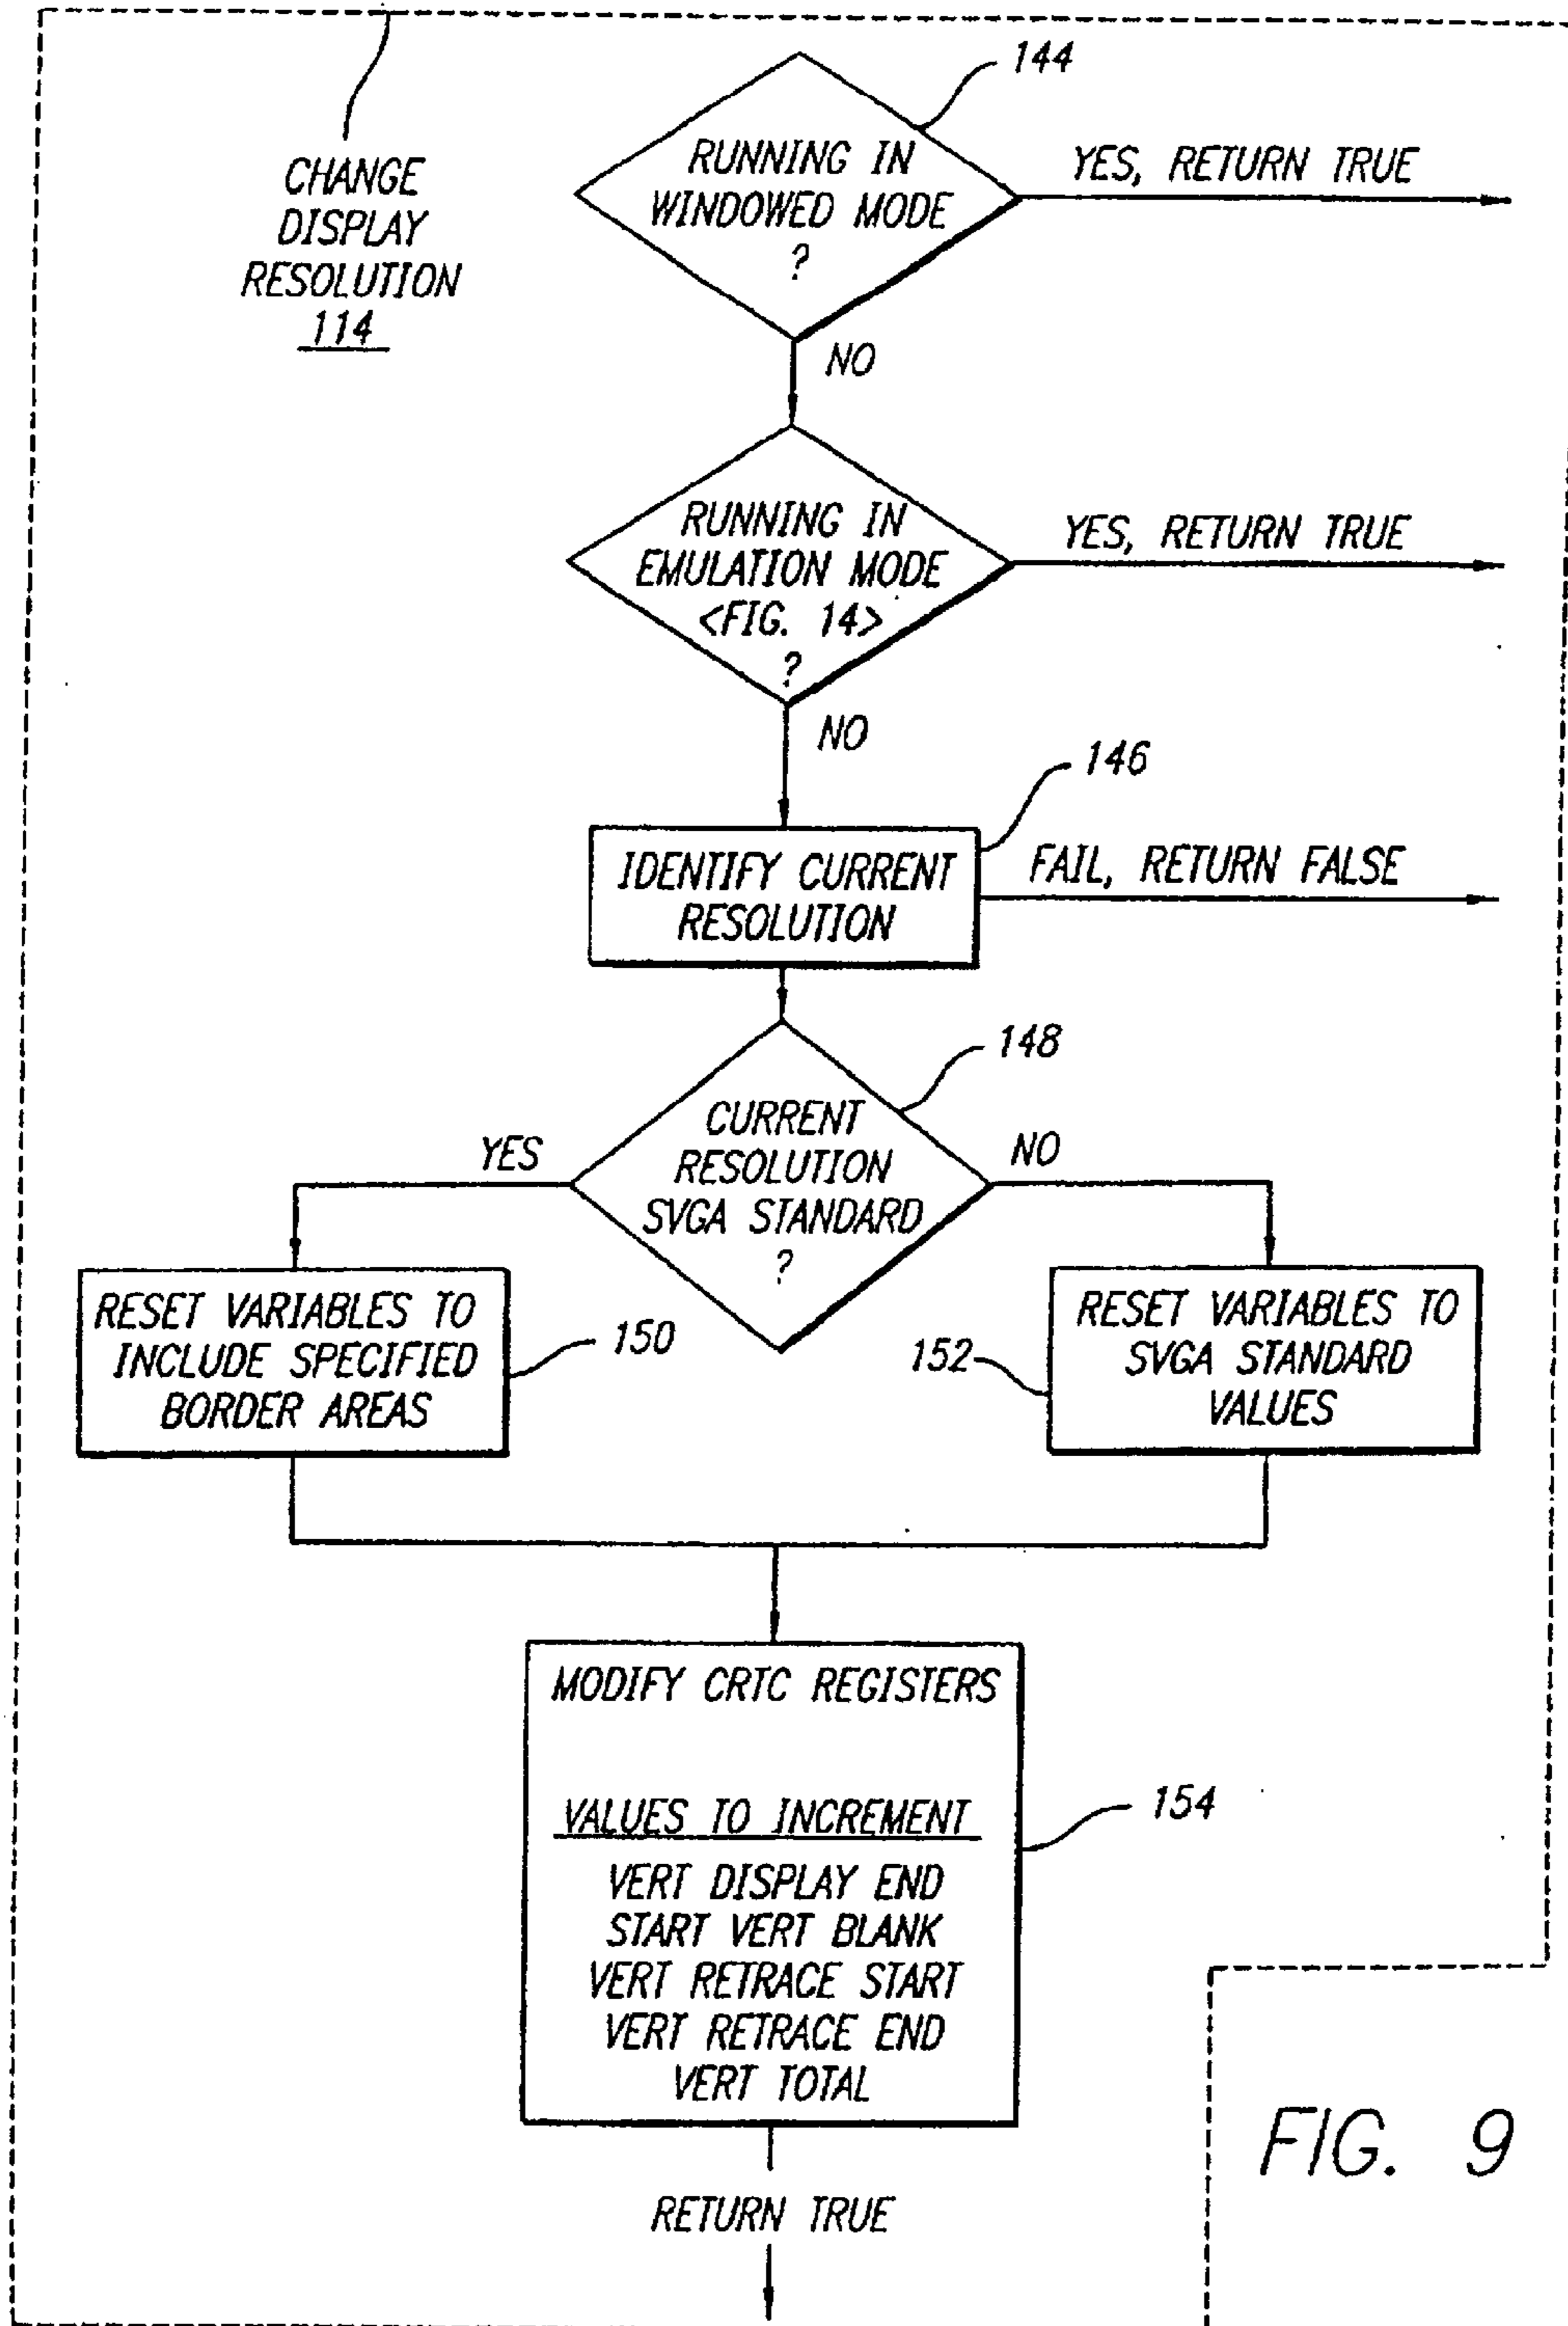 CHANGE
DISPLAY
RESOLUTION
114
144
RUNNING IN
WINDOWED MODE
?
YES, RETURN TRUE
NO
RUNNING IN
EMULATION MODE
<FIG. 14>
?
YES, RETURN TRUE
NO
146
IDENTIFY CURRENT
RESOLUTION
FAIL, RETURN FALSE
148
CURRENT
RESOLUTION
SVGA STANDARD
?
YES
NO
RESET VARIABLES TO
INCLUDE SPECIFIED
BORDER AREAS
150
152
RESET VARIABLES TO
SVGA STANDARD
VALUES
MODIFY CRTC REGISTERS
VALUES TO INCREMENT
VERT DISPLAY END
START VERT BLANK
VERT RETRACE START
VERT RETRACE END
VERT TOTAL
154
RETURN TRUE
FIG. 9